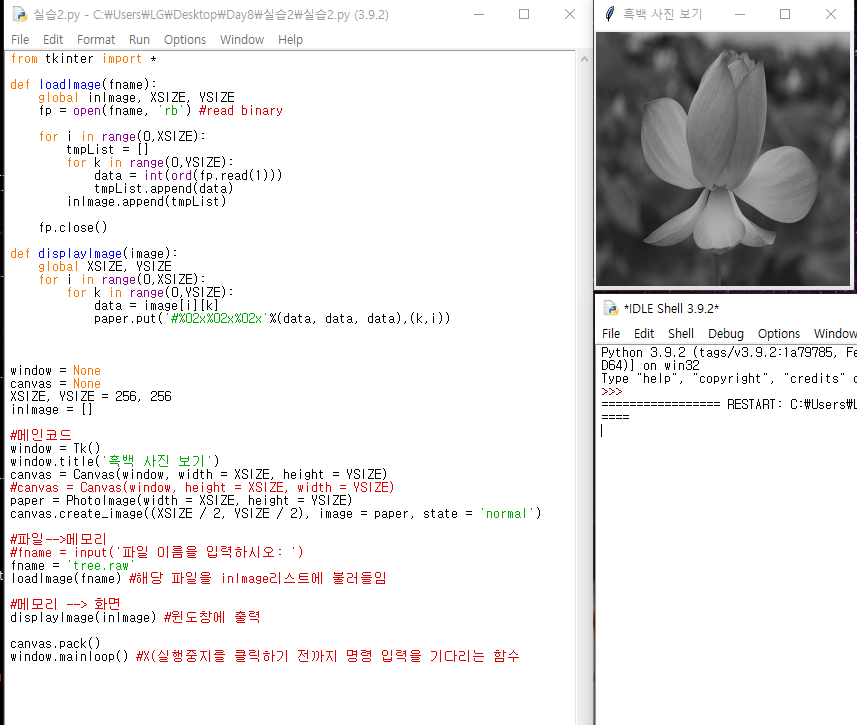 실습2.py - C:\Users\LG\Desktop\Day8\실습2\실습2.py (3.9.2)
File Edit Format Run Options Window Help
from tkinter import *
def loadImage(fname):
global inImage, XSIZE, YSIZE
fp = open(fname, 'rb') #read binary
for i in range(0,XSIZE):
tmpList = []
for k in range(0,YSIZE):
data = int(ord(fp.read(1)))
tmpList.append(data)
inImage.append(tmpList)
fp.close()
def displayImage(image):
global XSIZE, YSIZE
for i in range(0,XSIZE):
for k in range(0,YSIZE):
data = image[i][k]
paper.put('#%02x%02x%02x'%(data, data, data),(k,i))
window = None
canvas = None
XSIZE, YSIZE = 256, 256
inImage = []
#메인코드
window = Tk()
window.title('흑백 사진 보기')
canvas = Canvas(window, width = XSIZE, height = YSIZE)
#canvas = Canvas(window, height = XSIZE, width = YSIZE)
paper = PhotoImage(width = XSIZE, height = YSIZE)
canvas.create_image((XSIZE / 2, YSIZE / 2), image = paper, state = 'normal')
#파일-->메모리
#fname = input('파일 이름을 입력하시오: ')
fname = 'tree.raw'
loadImage(fname) #해당 파일을 inImage리스트에 불러들임
#메모리 --> 화면
displayImage(inImage) #윈도창에 출력
canvas.pack()
window.mainloop() #X(실행중지를 클릭하기 전까지 명령 입력을 기다리는 함수
흑백 사진 보기
*IDLE Shell 3.9.2*
File Edit Shell Debug Options Window
Python 3.9.2 (tags/v3.9.2:1a79785, Fe
D64)] on win32
Type "help", "copyright", "credits" o
>>>
================= RESTART: C:\Users\L
====